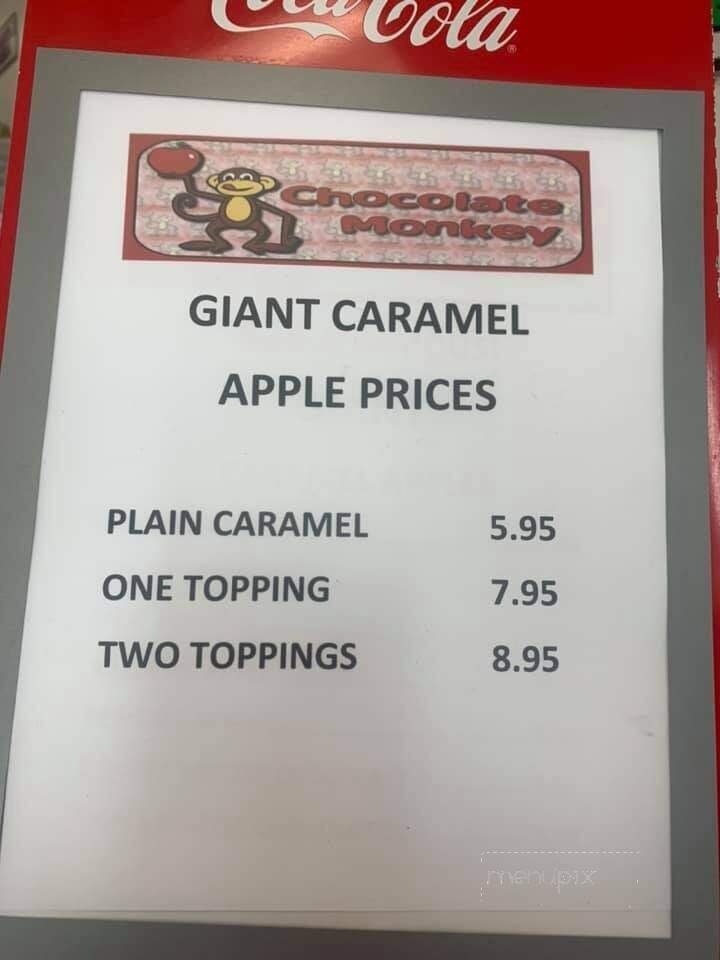 Coca-Cola
Chocolate
Monkey
GIANT CARAMEL
APPLE PRICES
PLAIN CARAMEL 5.95
ONE TOPPING 7.95
TWO TOPPINGS 8.95
menupix